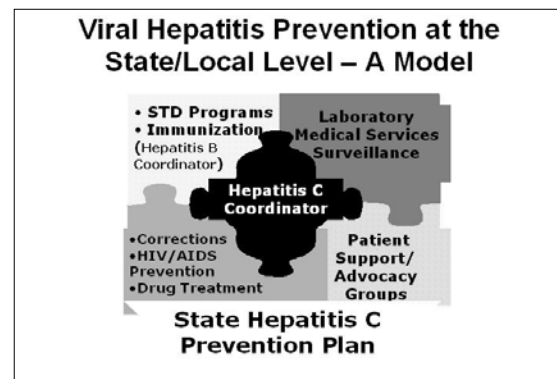 Viral Hepatitis Prevention at the
State/Local Level – A Model
• STD Programs
• Immunization
(Hepatitis B
Coordinator)
Laboratory
Medical Services
Surveillance
Hepatitis C
Coordinator
•Corrections
•HIV/AIDS
Prevention
•Drug Treatment
Patient
Support/
Advocacy
Groups
State Hepatitis C
Prevention Plan